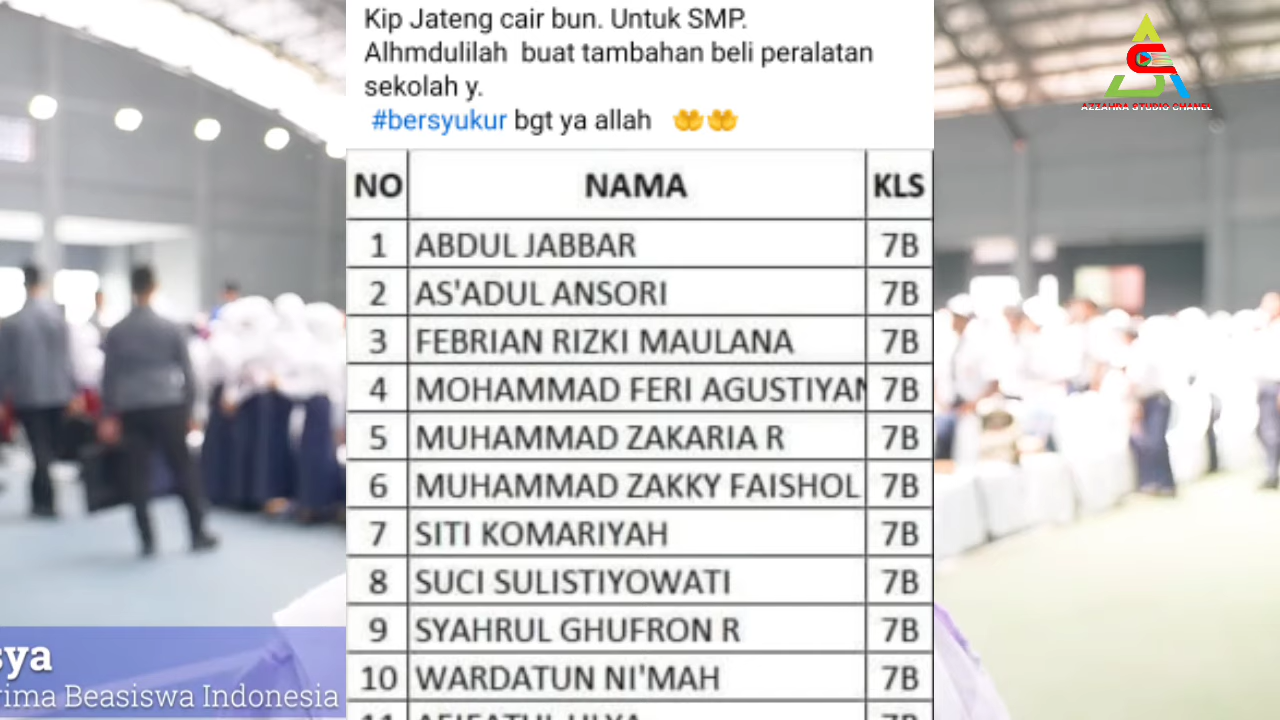 Kip Jateng cair bun. Untuk SMP.
Alhmdulilah buat tambahan beli peralatan
sekolah y.
#bersyukur bgt ya allah 🤲🤲
AZZAHRA STUDIO CHANEL
NO NAMA KLS
1 ABDUL JABBAR 7B
2 AS'ADUL ANSORI 7B
3 FEBRIAN RIZKI MAULANA 7B
4 MOHAMMAD FERI AGUSTIYAN 7B
5 MUHAMMAD ZAKARIA R 7B
6 MUHAMMAD ZAKKY FAISHOL 7B
7 SITI KOMARIYAH 7B
8 SUCI SULISTIYOWATI 7B
9 SYAHRUL GHUFRON R 7B
10 WARDATUN NI'MAH 7B
sya
rima Beasiswa Indonesia